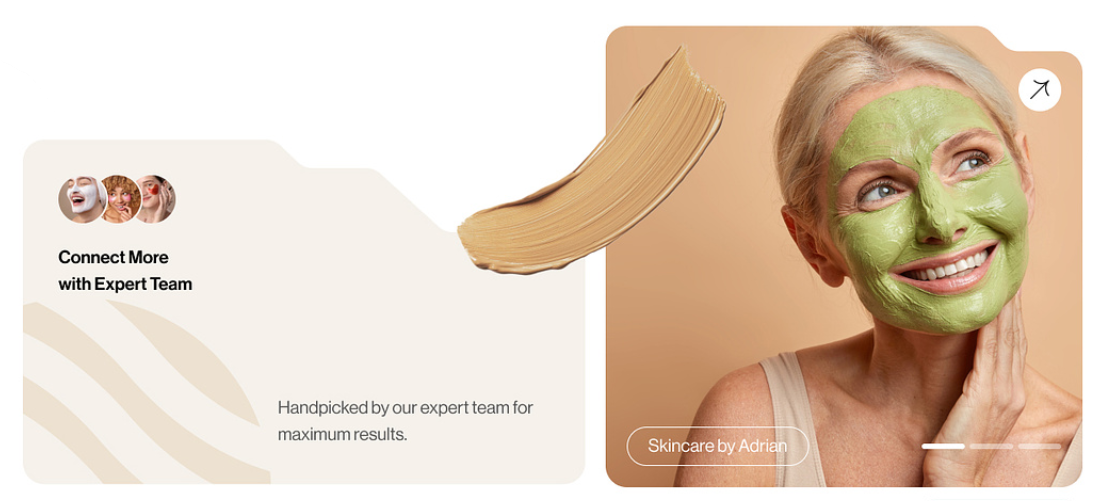 Connect More
with Expert Team
Handpicked by our expert team for
maximum results.
Skincare by Adrian